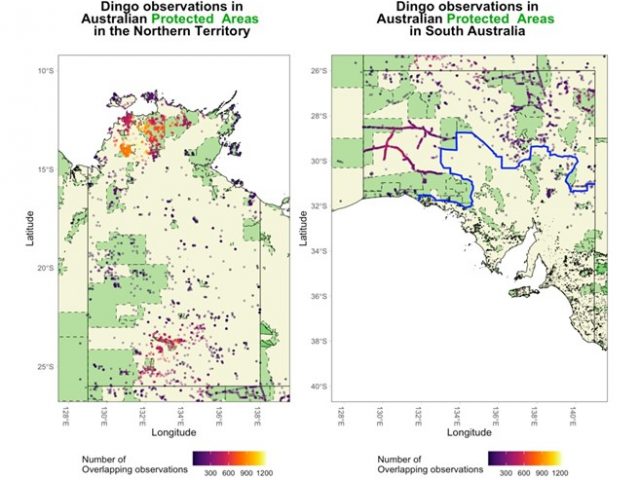 Dingo observations in
Australian Protected Areas
in the Northern Territory
10°S
15°S
20°S
25°S
Latitude
128°E
130°E
132°E
134°E
136°E
138°E
Longitude
Number of
Overlapping observations
300 600 900 1200
Dingo observations in
Australian Protected Areas
in South Australia
26°S
28°S
30°S
32°S
34°S
36°S
38°S
40°S
Latitude
128°E
130°E
132°E
134°E
136°E
138°E
140°E
Longitude
Number of
Overlapping observations
300 600 900 1200